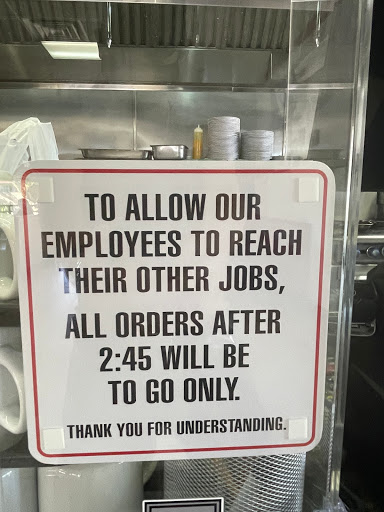 TO ALLOW OUR
EMPLOYEES TO REACH
THEIR OTHER JOBS,
ALL ORDERS AFTER
2:45 WILL BE
TO GO ONLY.
THANK YOU FOR UNDERSTANDING.